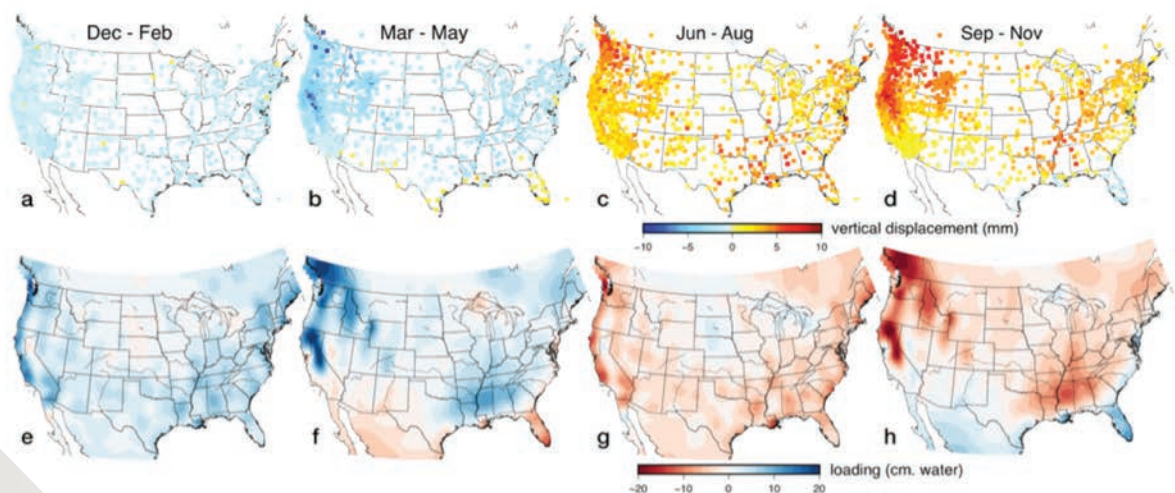 Dec - Feb
Mar - May
Jun - Aug
Sep - Nov
a
b
c
d
vertical displacement (mm)
−10 −5 0 5 10
e
f
g
h
loading (cm. water)
−20 −10 0 10 20